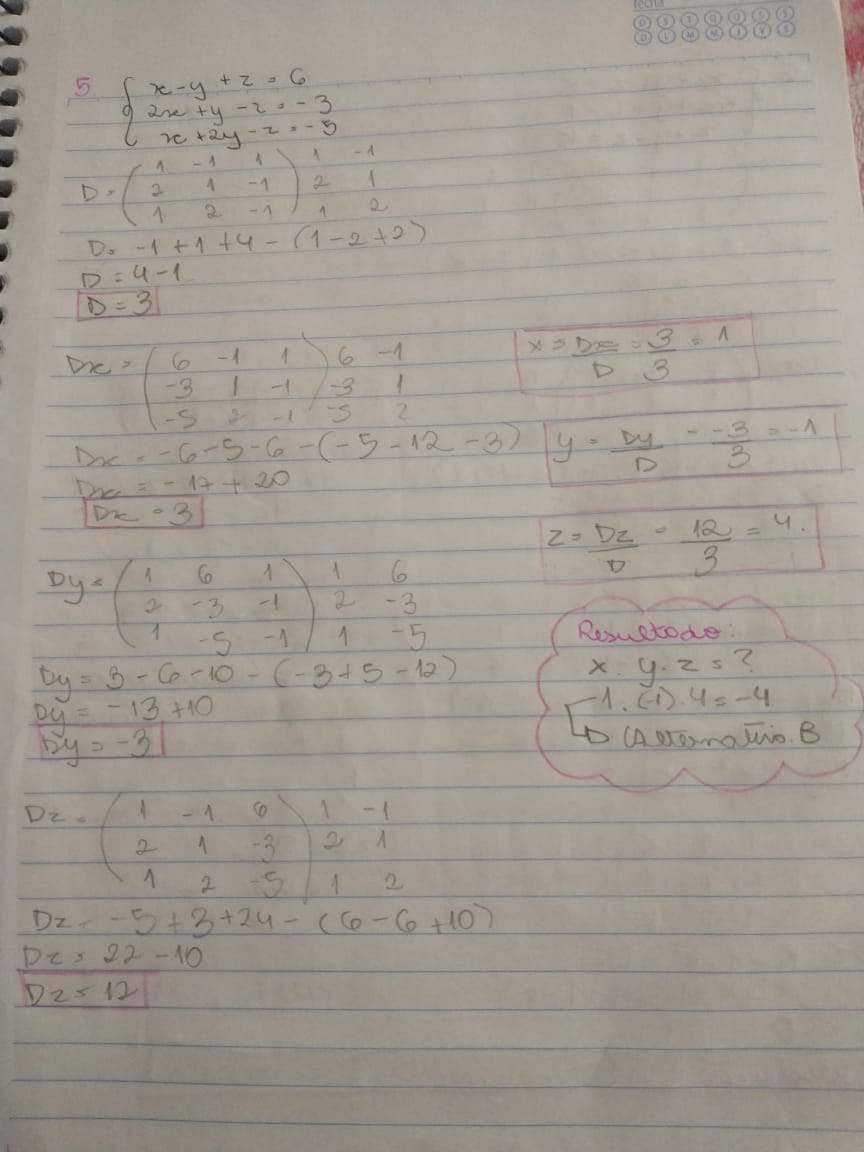 fecha
D S T Q Q S S
D L M M J V S
5. { x - y + z = 6
2x + y - z = - 3
x + 2y - z = - 5
D = ( 1 -1 1 ) 1 -1
2 1 -1 2 1
1 2 -1 1 2
D = -1 + 1 + 4 - (1 - 2 + 2)
D = 4 - 1
D = 3
Dx = ( 6 -1 1 ) 6 -1
-3 1 -1 -3 1
-5 2 -1 -5 2
Dx = -6 - 5 - 6 - (-5 - 12 - 3)
Dx = -17 + 20
Dx = 3
Dy = ( 1 6 1 ) 1 6
2 -3 -1 2 -3
1 -5 -1 1 -5
Dy = 3 - 6 - 10 - (-3 + 5 - 12)
Dy = -13 + 10
Dy = -3
Dz = ( 1 -1 6 ) 1 -1
2 1 -3 2 1
1 2 -5 1 2
Dz = -5 + 3 + 24 - (6 - 6 + 10)
Dz = 22 - 10
Dz = 12
x = Dx/D = 3/3 = 1
y = Dy/D = -3/3 = -1
z = Dz/D = 12/3 = 4.
Resultado:
x . y . z = ?
1 . (-1) . 4 = -4
Alternativa B